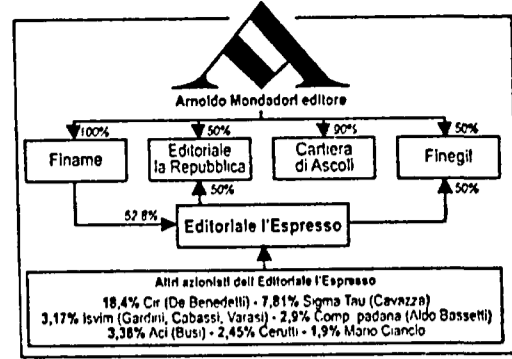 Arnoldo Mondadori editore
100% 50% 90% 50%
Finame
Editoriale
la Repubblica
Cartiera
di Ascoli
Finegil
50% 50%
52,8%
Editoriale l'Espresso
Altri azionisti dell'Editoriale l'Espresso
18,4% Cir (De Benedetti) - 7,81% Sigma Tau (Cavazza)
3,17% Isvim (Gardini, Cabassi, Varasi) - 2,9% Comp. padana (Aldo Bassetti)
3,38% Aci (Busi) - 2,45% Cerutti - 1,9% Mario Ciancio